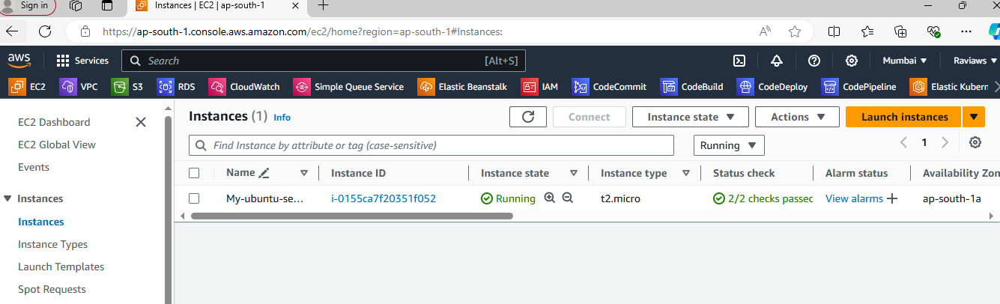 Sign in
Instances | EC2 | ap-south-1
https://ap-south-1.console.aws.amazon.com/ec2/home?region=ap-south-1#Instances:
aws Services Search [Alt+S] Mumbai ▼ Raviaws ▼
EC2 VPC S3 RDS CloudWatch Simple Queue Service Elastic Beanstalk IAM CodeCommit CodeBuild CodeDeploy CodePipeline Elastic Kubern
EC2 Dashboard
EC2 Global View
Events
Instances
Instances
Instance Types
Launch Templates
Spot Requests
Instances (1) Info Connect Instance state ▼ Actions ▼ Launch instances ▼
Find Instance by attribute or tag (case-sensitive) Running ▼ 1
Name Instance ID Instance state Instance type Status check Alarm status Availability Zon
My-ubuntu-se... i-0155ca7f20351f052 Running t2.micro 2/2 checks passed View alarms + ap-south-1a